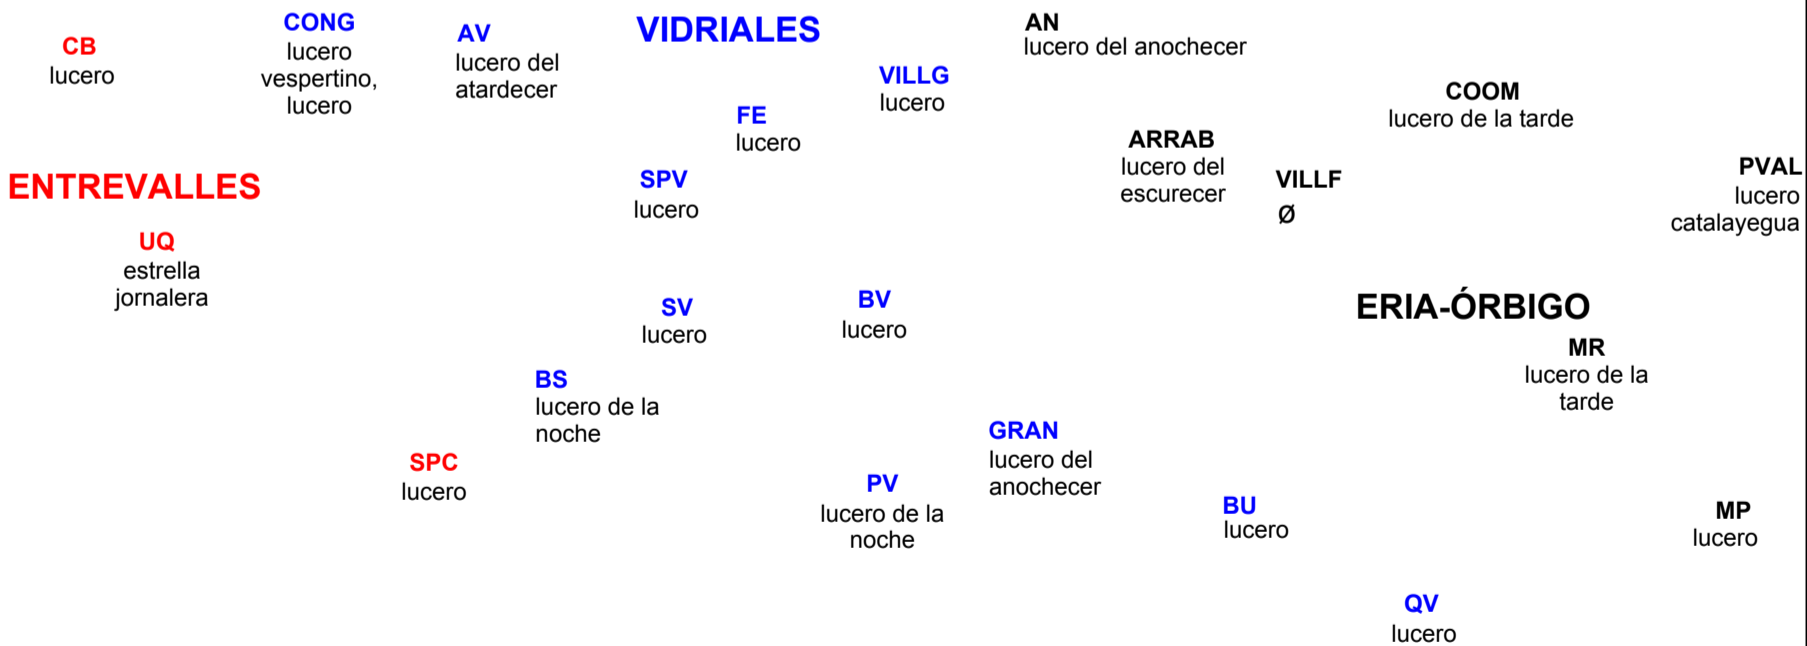 CB
lucero
CONG
lucero
vespertino,
lucero
AV
lucero del
atardecer
VIDRIALES
AN
lucero del anochecer
VILLG
lucero
FE
lucero
COOM
lucero de la tarde
ARRAB
lucero del
escurecer
VILLF
Ø
PVAL
lucero
catalayegua
ENTREVALLES
SPV
lucero
UQ
estrella
jornalera
SV
lucero
BV
lucero
ERIA-ÓRBIGO
MR
lucero de la
tarde
BS
lucero de la
noche
GRAN
lucero del
anochecer
SPC
lucero
PV
lucero de la
noche
BU
lucero
MP
lucero
QV
lucero